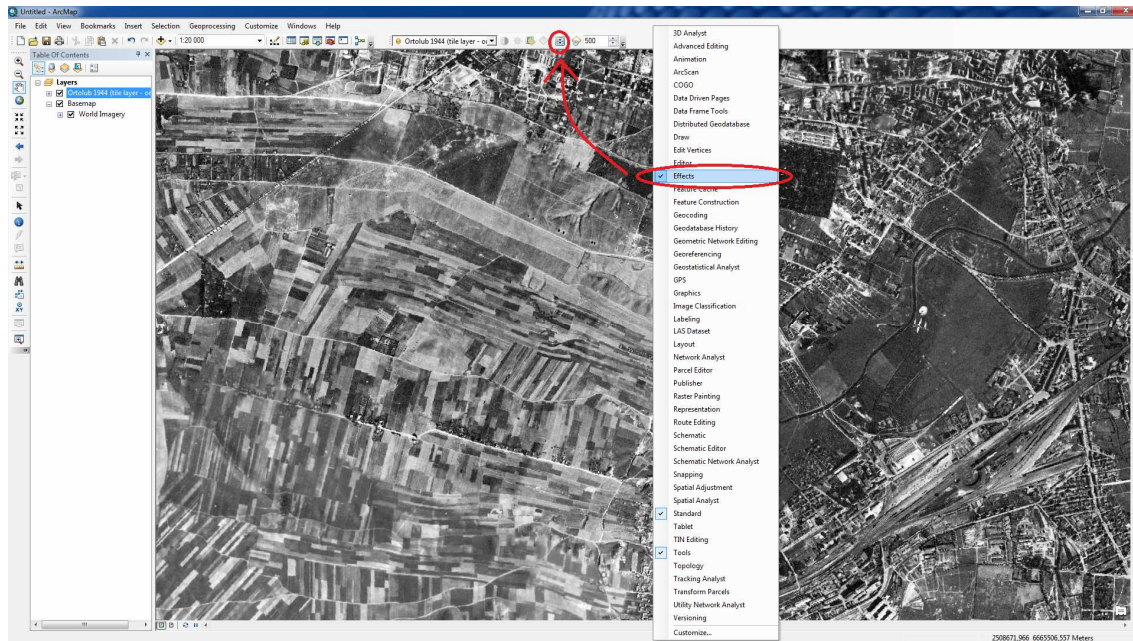 Untitled - ArcMap
File Edit View Bookmarks Insert Selection Geoprocessing Customize Windows Help
1:20 000
Ortolub 1944 (tile layer - o
500
Table Of Contents
Layers
Ortolub 1944 (tile layer - or
Basemap
World Imagery
3D Analyst
Advanced Editing
Animation
ArcScan
COGO
Data Driven Pages
Data Frame Tools
Distributed Geodatabase
Draw
Edit Vertices
Editor
Effects
Feature Cache
Feature Construction
Geocoding
Geodatabase History
Geometric Network Editing
Georeferencing
Geostatistical Analyst
GPS
Graphics
Image Classification
Labeling
LAS Dataset
Layout
Network Analyst
Parcel Editor
Publisher
Raster Painting
Representation
Route Editing
Schematic
Schematic Editor
Schematic Network Analyst
Snapping
Spatial Adjustment
Spatial Analyst
Standard
Tablet
TIN Editing
Tools
Topology
Tracking Analyst
Transform Parcels
Utility Network Analyst
Versioning
Customize...
2508671,966 6665506,557 Meters